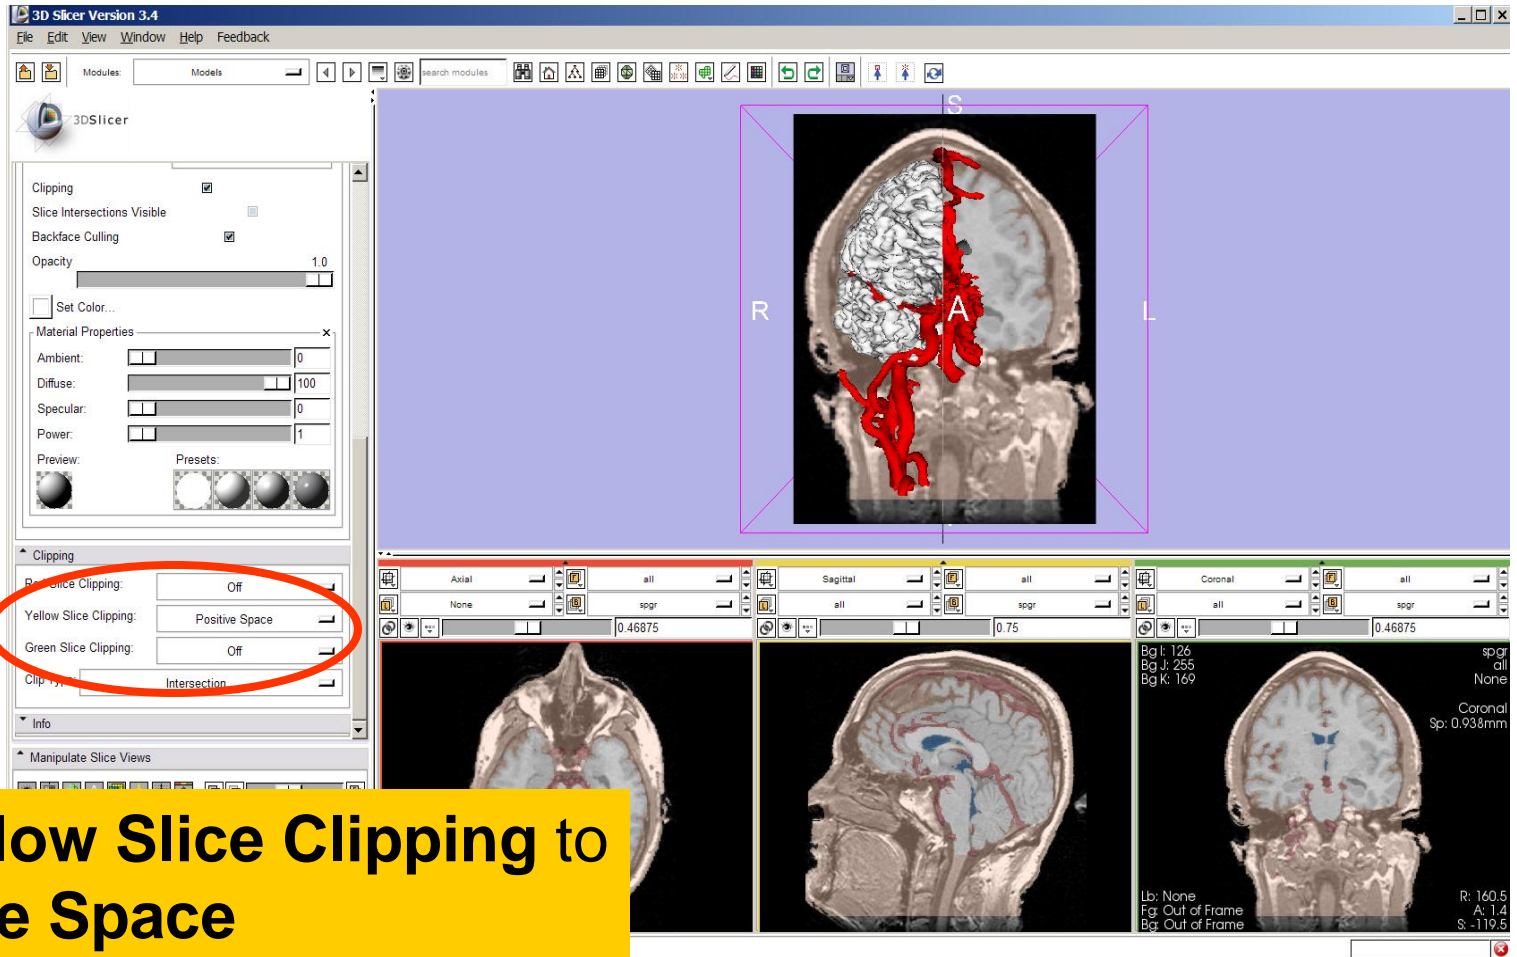 3D Slicer Version 3.4
File Edit View Window Help Feedback
Modules: Models search modules
3DSlicer
Clipping
Slice Intersections Visible
Backface Culling
Opacity 1.0
Set Color...
Material Properties x
Ambient: 0
Diffuse: 100
Specular: 0
Power: 1
Preview: Presets:
Clipping
Red Slice Clipping: Off
Yellow Slice Clipping: Positive Space
Green Slice Clipping: Off
Clip Type: Intersection
Info
Manipulate Slice Views
S
R A L
Axial F all
L None B spgr
0.46875
Sagittal F all
L all B spgr
0.75
Coronal F all
L all B spgr
0.46875
Bg I: 126 spgr
Bg J: 255 all
Bg K: 169 None
Coronal
Sp: 0.938mm
Lb: None R: 160.5
Fg: Out of Frame A: 1.4
Bg: Out of Frame S: -119.5
low Slice Clipping to
e Space